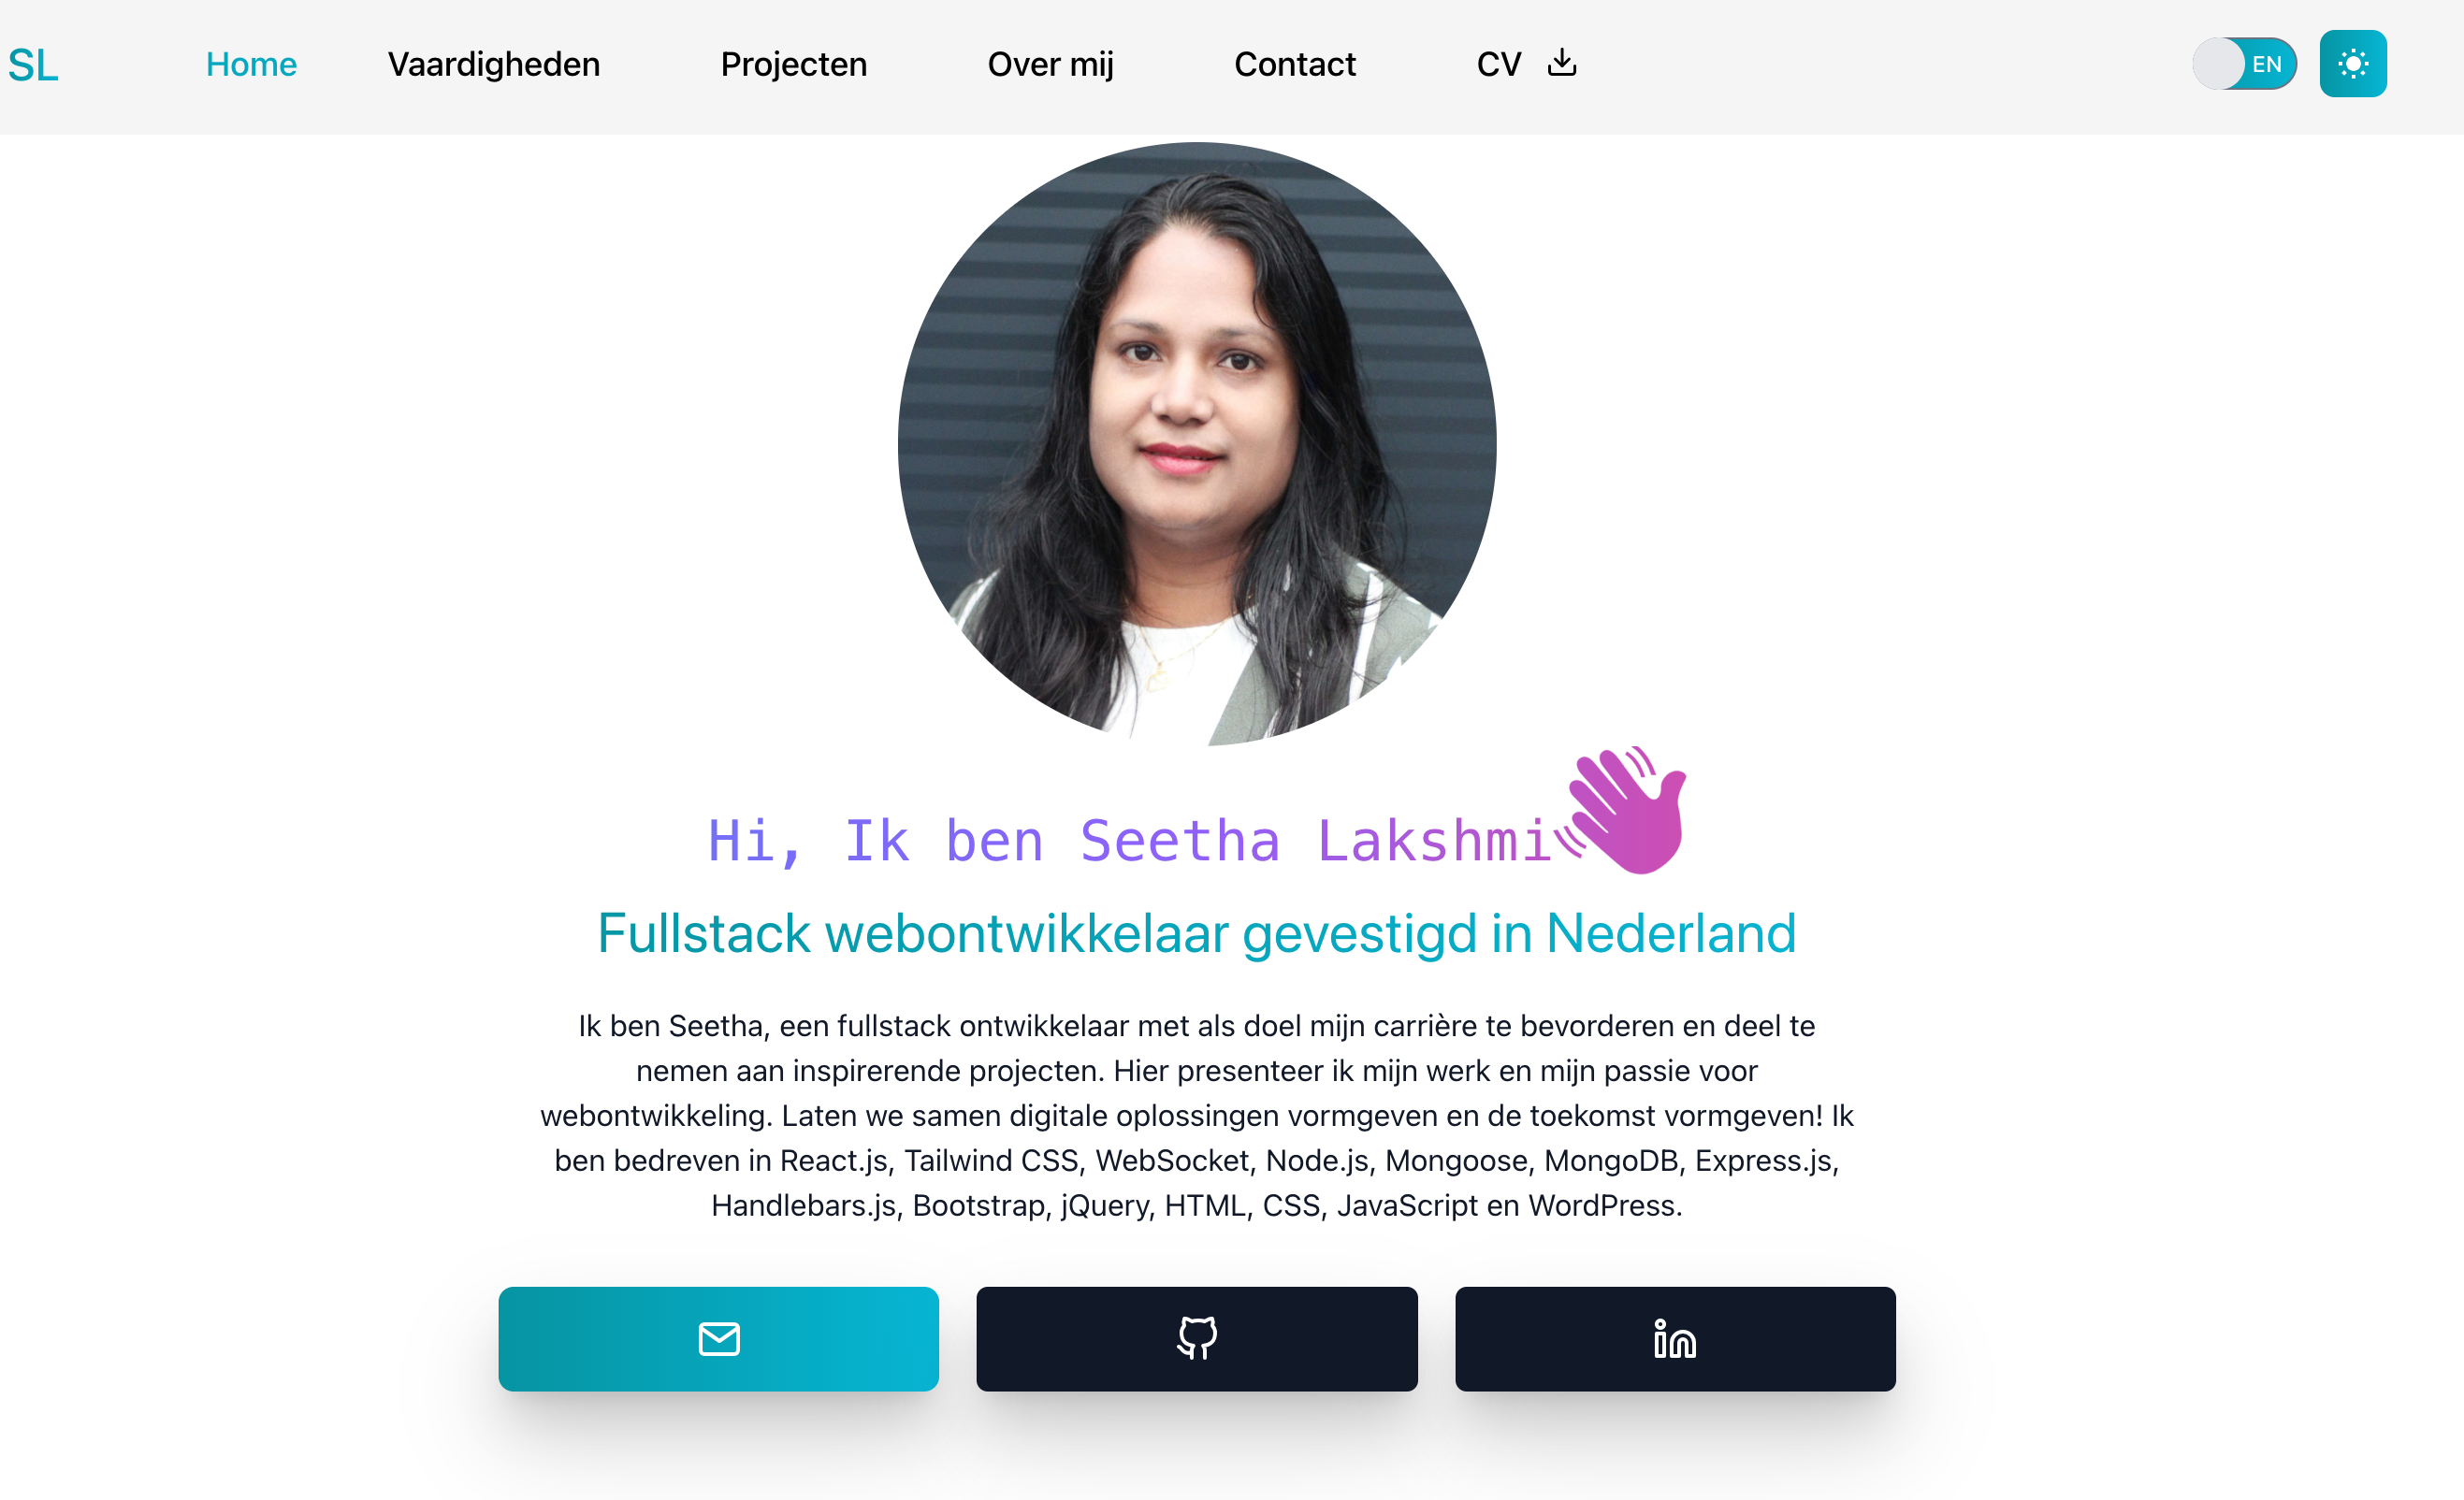 SL
Home
Vaardigheden
Projecten
Over mij
Contact
CV
EN
Hi, Ik ben Seetha Lakshmi
Fullstack webontwikkelaar gevestigd in Nederland
Ik ben Seetha, een fullstack ontwikkelaar met als doel mijn carrière te bevorderen en deel te
nemen aan inspirerende projecten. Hier presenteer ik mijn werk en mijn passie voor
webontwikkeling. Laten we samen digitale oplossingen vormgeven en de toekomst vormgeven! Ik
ben bedreven in React.js, Tailwind CSS, WebSocket, Node.js, Mongoose, MongoDB, Express.js,
Handlebars.js, Bootstrap, jQuery, HTML, CSS, JavaScript en WordPress.